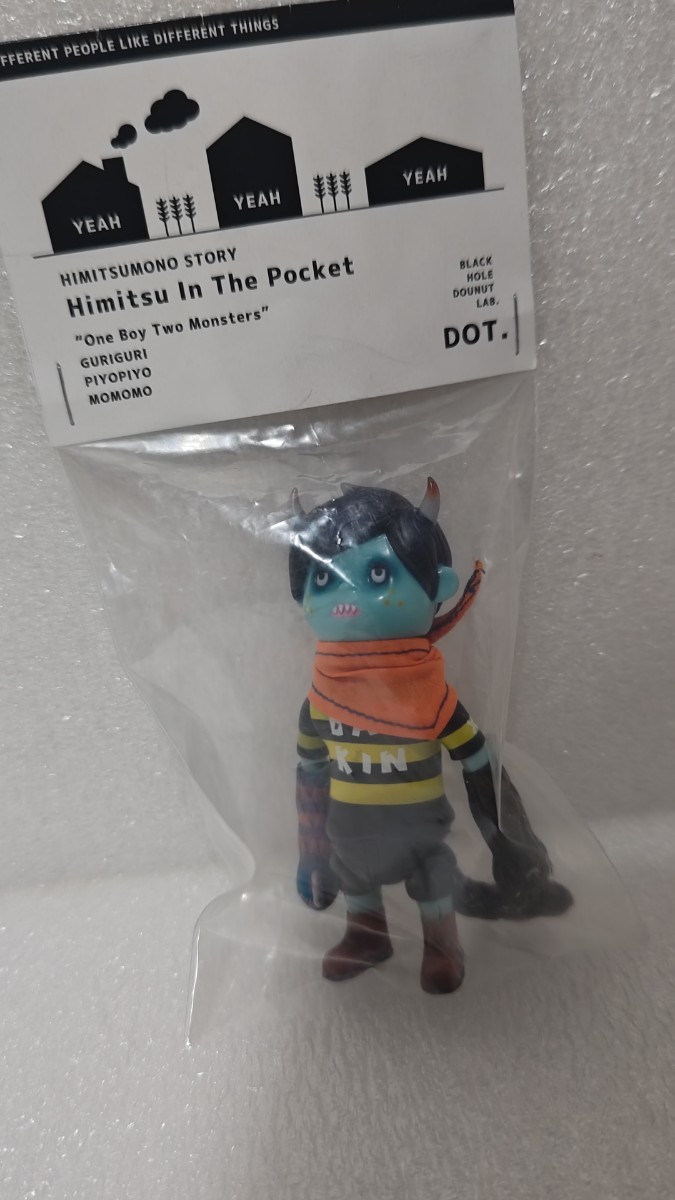 FFERENT PEOPLE LIKE DIFFERENT THINGS
YEAH
YEAH
YEAH
HIMITSUMONO STORY
Himitsu In The Pocket
"One Boy Two Monsters"
GURIGURI
PIYOPIYO
MOMOMO
BLACK
HOLE
DOUNUT
LAB.
DOT.
KIN